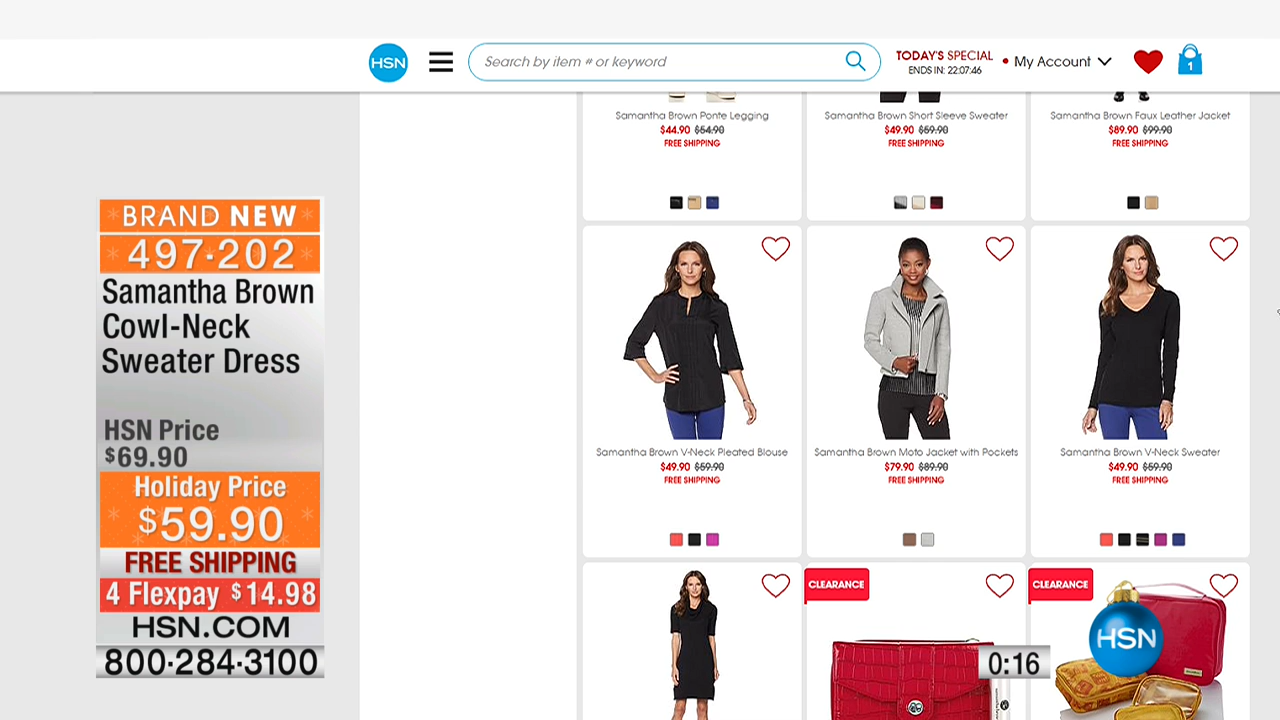 HSN
Search by item # or keyword
TODAY'S SPECIAL
ENDS IN: 22:07:46
My Account
1
Samantha Brown Ponte Legging
$44.90 $54.90
FREE SHIPPING
Samantha Brown Short Sleeve Sweater
$49.90 $59.90
FREE SHIPPING
Samantha Brown Faux Leather Jacket
$89.90 $99.90
FREE SHIPPING
BRAND NEW
497·202
Samantha Brown
Cowl-Neck
Sweater Dress
HSN Price
$69.90
Holiday Price
$59.90
FREE SHIPPING
4 Flexpay $14.98
HSN.COM
800·284·3100
Samantha Brown V-Neck Pleated Blouse
$49.90 $59.90
FREE SHIPPING
Samantha Brown Moto Jacket with Pockets
$79.90 $89.90
FREE SHIPPING
Samantha Brown V-Neck Sweater
$49.90 $59.90
FREE SHIPPING
CLEARANCE
CLEARANCE
HSN
0:16